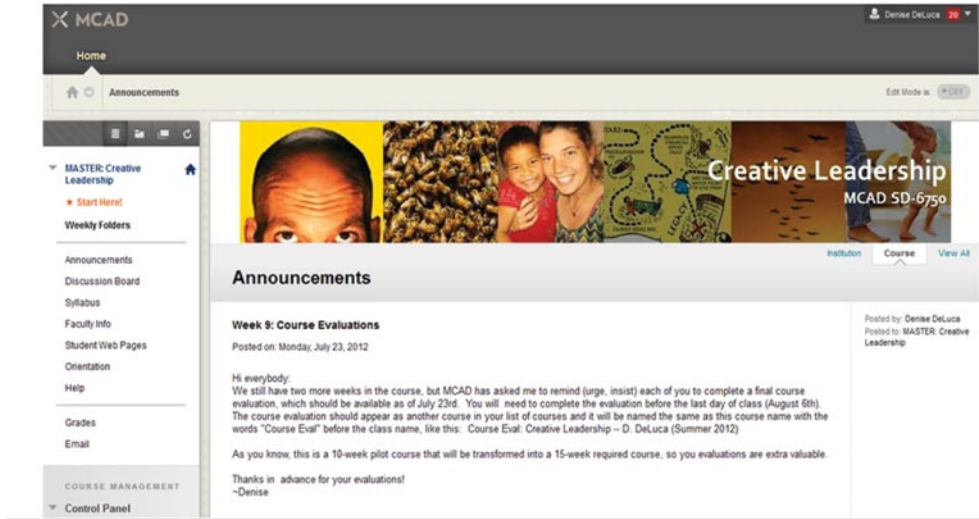 MCAD
Denise DeLuca 20
Home
Announcements
Edit Mode is: OFF
MASTER: Creative
Leadership
Start Here!
Weekly Folders
Announcements
Discussion Board
Syllabus
Faculty Info
Student Web Pages
Orientation
Help
Grades
Email
COURSE MANAGEMENT
Control Panel
START:
LEGACY
Creative Leadership
MCAD SD-6750
Institution Course View All
Announcements
Week 9: Course Evaluations
Posted on: Monday, July 23, 2012
Hi everybody:
We still have two more weeks in the course, but MCAD has asked me to remind (urge, insist) each of you to complete a final course
evaluation, which should be available as of July 23rd. You will need to complete the evaluation before the last day of class (August 6th).
The course evaluation should appear as another course in your list of courses and it will be named the same as this course name with the
words "Course Eval" before the class name, like this: Course Eval: Creative Leadership -- D. DeLuca (Summer 2012)
As you know, this is a 10-week pilot course that will be transformed into a 15-week required course, so you evaluations are extra valuable.
Thanks in advance for your evaluations!
~Denise
Posted by: Denise DeLuca
Posted to: MASTER: Creative
Leadership